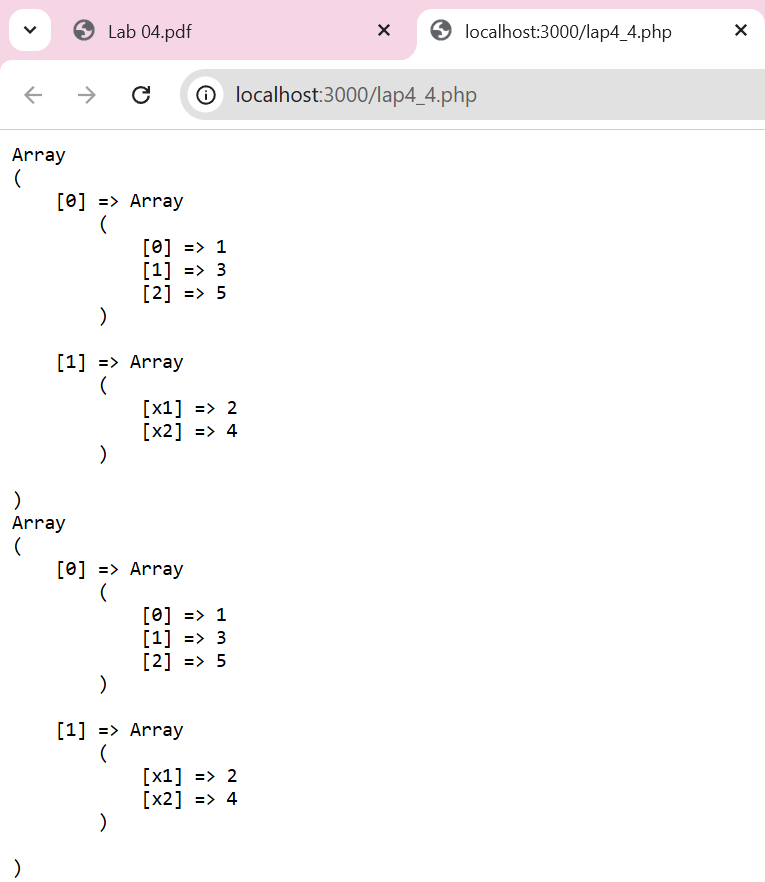 Lab 04.pdf
localhost:3000/lap4_4.php
localhost:3000/lap4_4.php
Array
(
    [0] => Array
        (
            [0] => 1
            [1] => 3
            [2] => 5
        )

    [1] => Array
        (
            [x1] => 2
            [x2] => 4
        )

)
Array
(
    [0] => Array
        (
            [0] => 1
            [1] => 3
            [2] => 5
        )

    [1] => Array
        (
            [x1] => 2
            [x2] => 4
        )

)